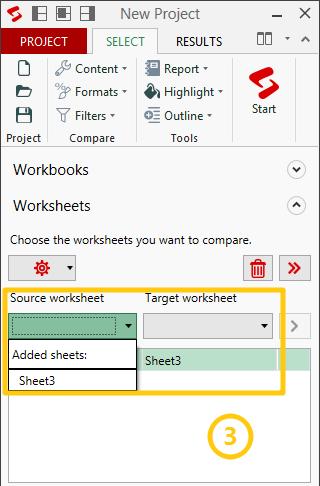 New Project
PROJECT SELECT RESULTS
Content Report
Formats Highlight Start
Filters Outline
Project Compare Tools
Workbooks
Worksheets
Choose the worksheets you want to compare.
Source worksheet Target worksheet
Added sheets: Sheet3
Sheet3
3